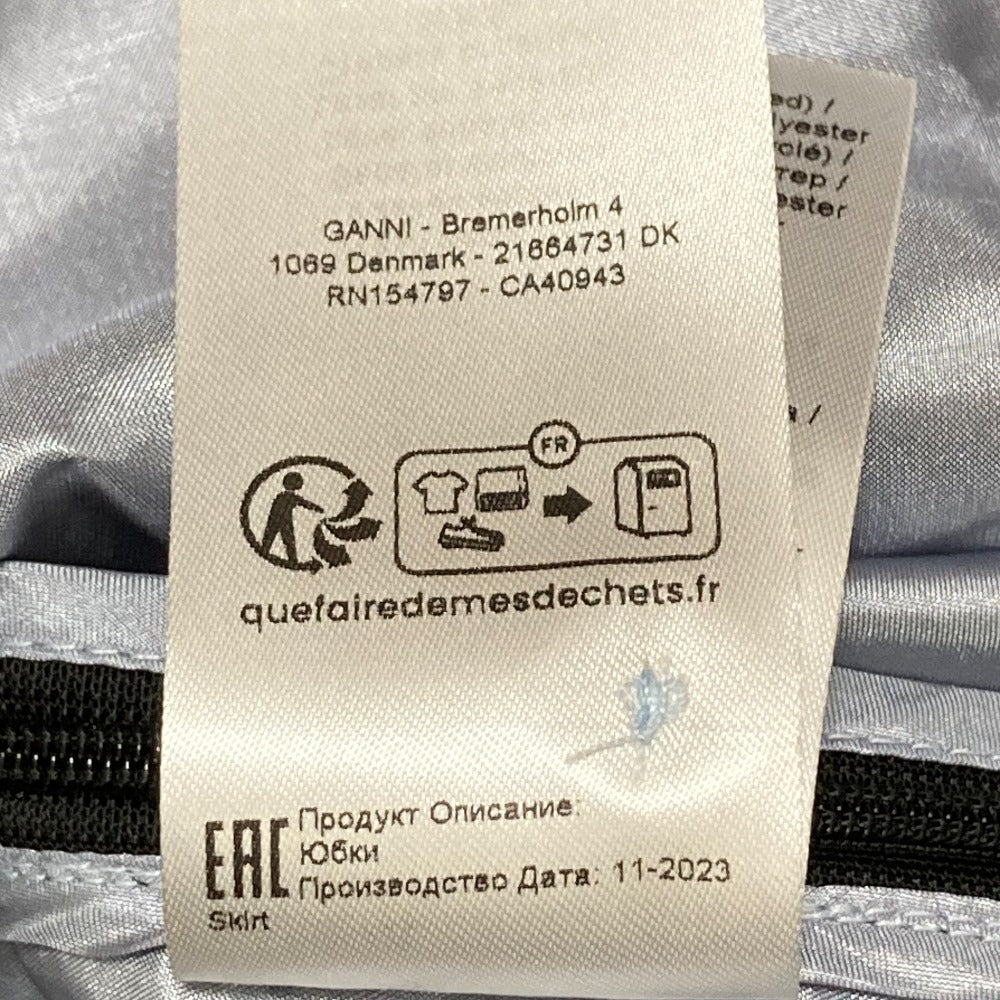 GANNI - Bremerholm 4
1069 Denmark - 21664731 DK
RN154797 - CA40943
FR
quefairedemesdechets.fr
EAC
Продукт Описание:
Юбки
Производство Дата: 11-2023
Skirt
/
lyester
/
/
/